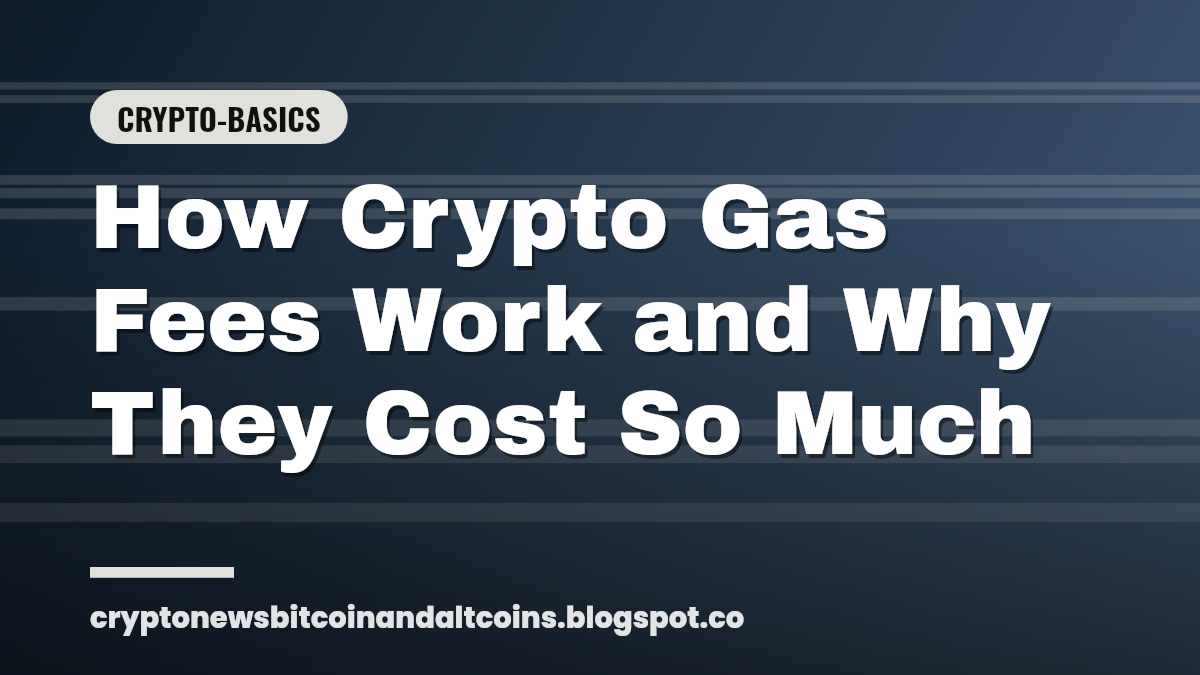 CRYPTO-BASICS
How Crypto Gas
Fees Work and Why
They Cost So Much
cryptonewsbitcoinandaltcoins.blogspot.co